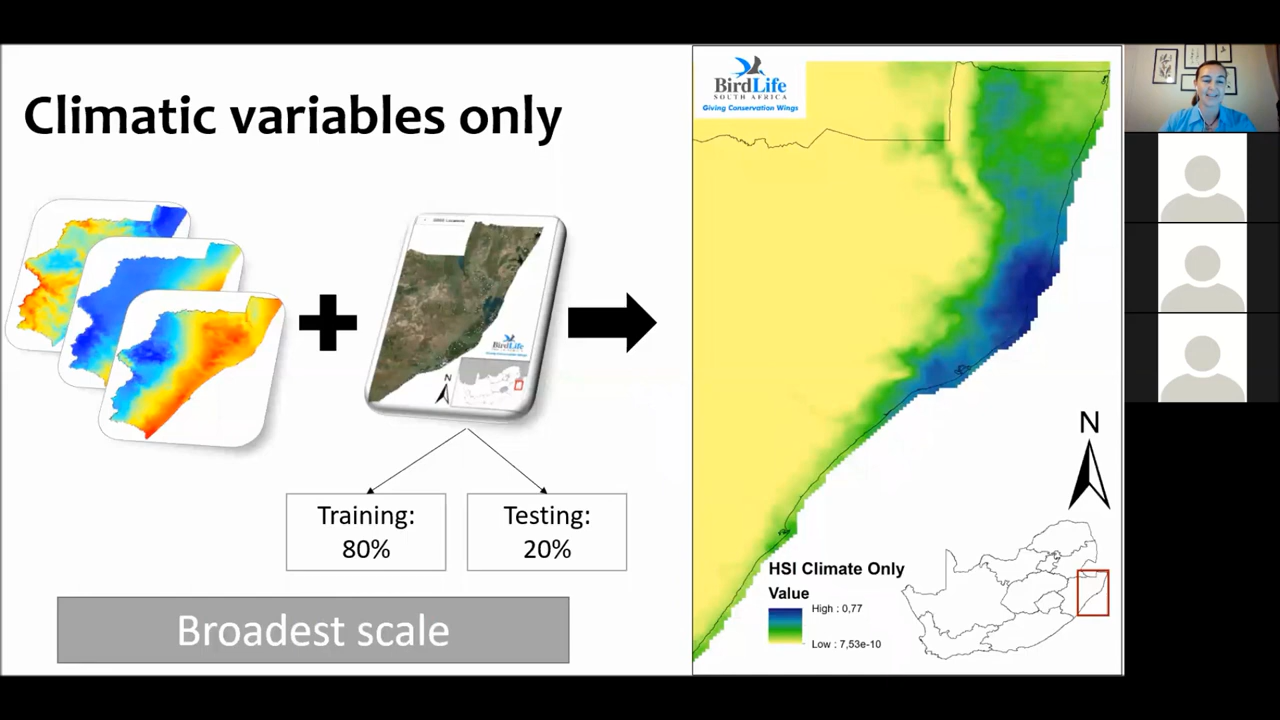 Climatic variables only
BirdLife
SOUTH AFRICA
Giving Conservation Wings
BirdLife
N
Training:
80%
Testing:
20%
Broadest scale
N
HSI Climate Only
Value
High : 0,77
Low : 7,53e-10